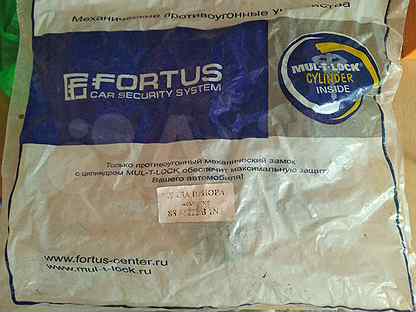 Механические противоугонные устройства
FORTUS
CAR SECURITY SYSTEM
MUL-T-LOCK
CYLINDER
INSIDE
Только противоугонный механический замок
с цилиндром MUL-T-LOCK обеспечит максимальную защиту
Вашего автомобиля!
www.fortus-center.ru
www.mul-t-lock.ru